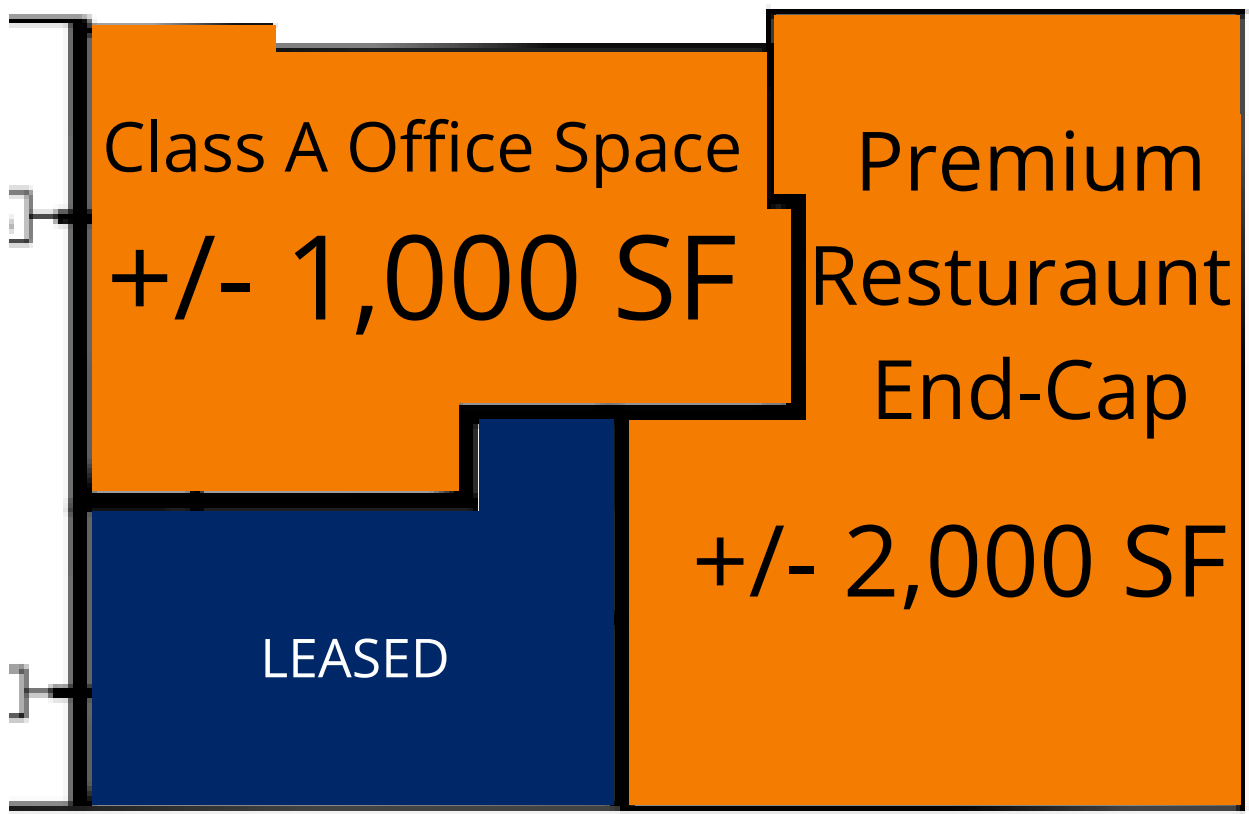 Class A Office Space
+/- 1,000 SF
Premium
Resturaunt
End-Cap
+/- 2,000 SF
LEASED